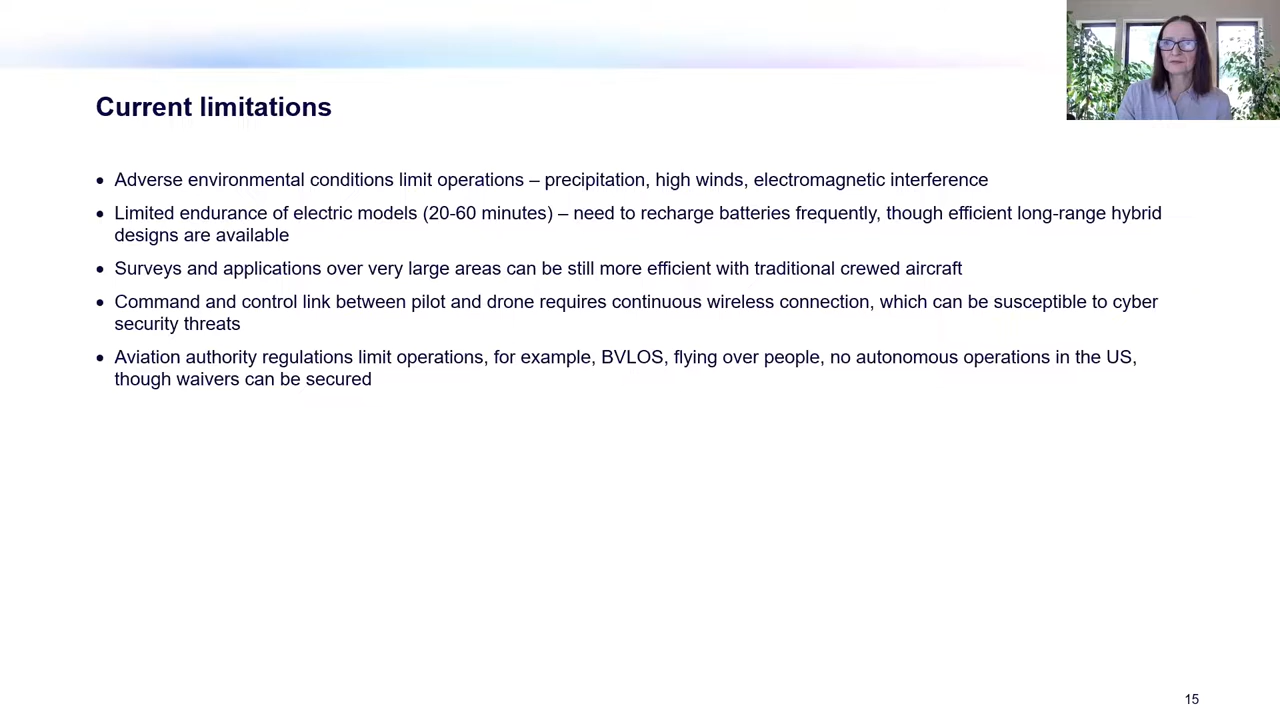 Current limitations
• Adverse environmental conditions limit operations – precipitation, high winds, electromagnetic interference
• Limited endurance of electric models (20-60 minutes) – need to recharge batteries frequently, though efficient long-range hybrid
designs are available
• Surveys and applications over very large areas can be still more efficient with traditional crewed aircraft
• Command and control link between pilot and drone requires continuous wireless connection, which can be susceptible to cyber
security threats
• Aviation authority regulations limit operations, for example, BVLOS, flying over people, no autonomous operations in the US,
though waivers can be secured
15